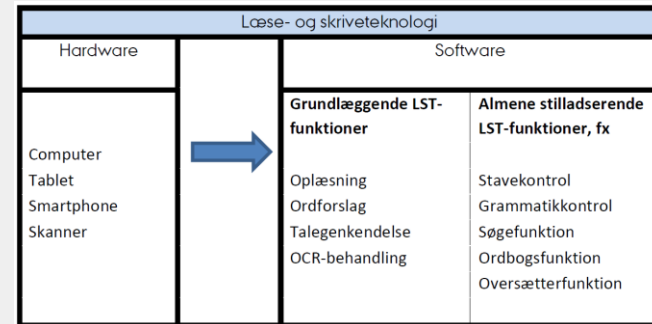 Læse- og skriveteknologi
Hardware
Software
Computer
Tablet
Smartphone
Skanner
Grundlæggende LST-
funktioner
Oplæsning
Ordforslag
Talegenkendelse
OCR-behandling
Almene stilladserende
LST-funktioner, fx
Stavekontrol
Grammatikkontrol
Søgefunktion
Ordbogsfunktion
Oversætterfunktion